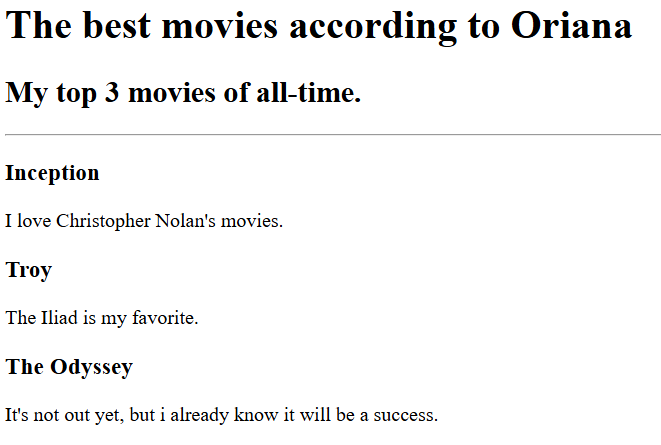 The best movies according to Oriana
My top 3 movies of all-time.
Inception
I love Christopher Nolan's movies.
Troy
The Iliad is my favorite.
The Odyssey
It's not out yet, but i already know it will be a success.